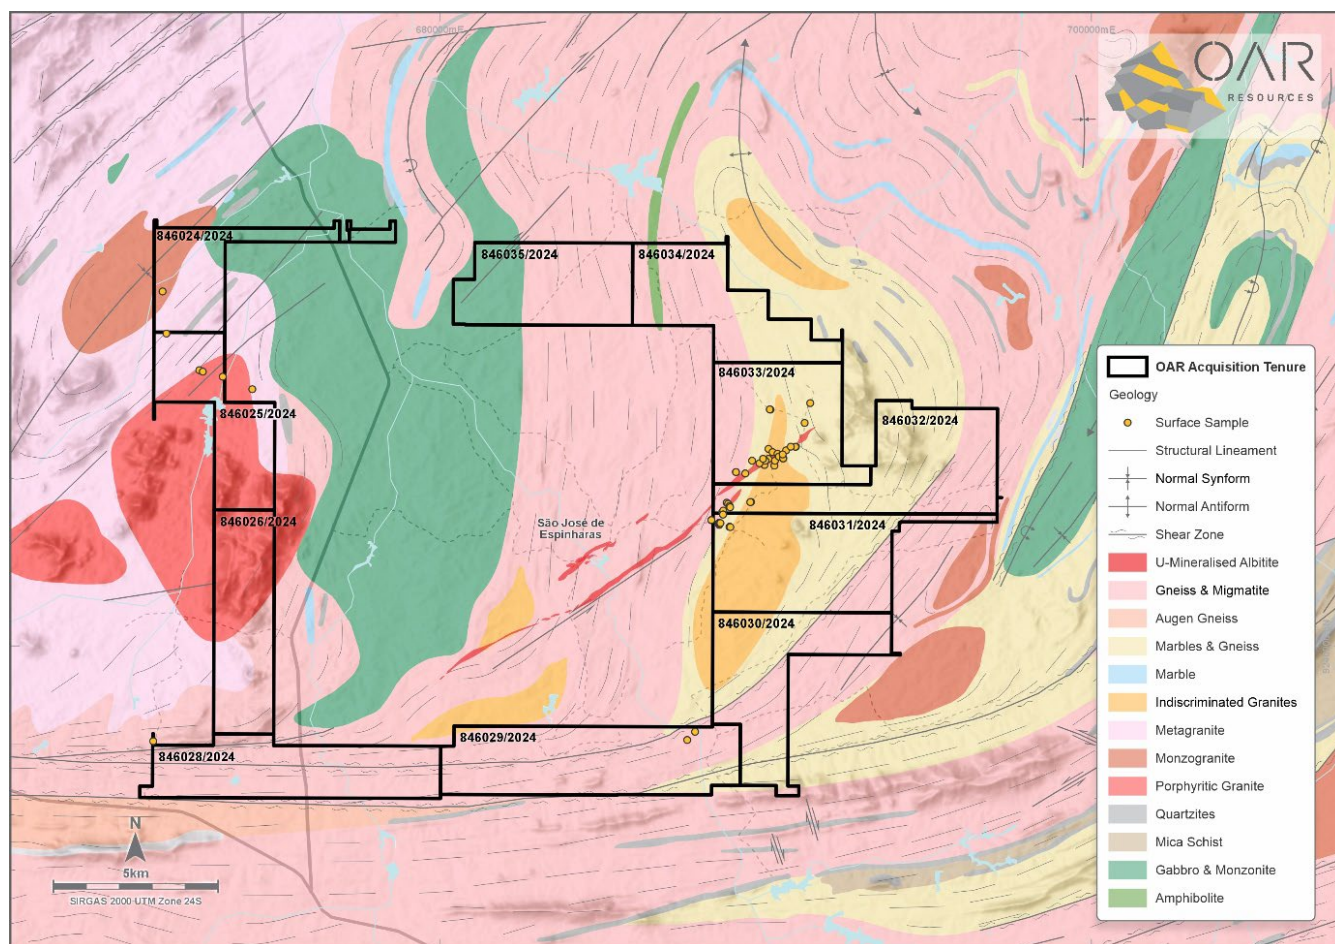 680000mE
700000mE
OAR
RESOURCES
846024/2024
846035/2024
846034/2024
846033/2024
846025/2024
846032/2024
846026/2024
São José de
Espinharas
846031/2024
846030/2024
846029/2024
846028/2024
N
5km
SIRGAS 2000 UTM Zone 24S
OAR Acquisition Tenure
Geology
Surface Sample
Structural Lineament
Normal Synform
Normal Antiform
Shear Zone
U-Mineralised Albitite
Gneiss & Migmatite
Augen Gneiss
Marbles & Gneiss
Marble
Indiscriminated Granites
Metagranite
Monzogranite
Porphyritic Granite
Quartzites
Mica Schist
Gabbro & Monzonite
Amphibolite